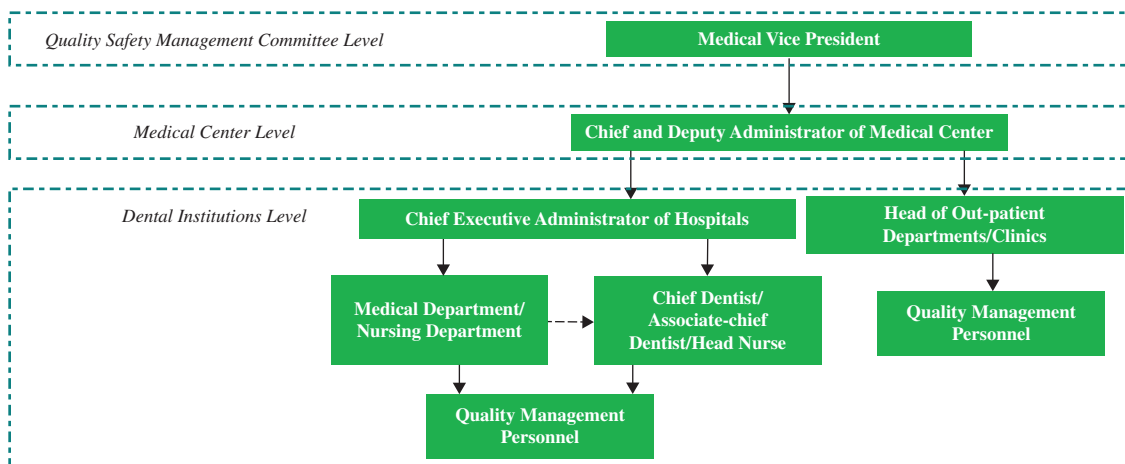 Quality Safety Management Committee Level
Medical Vice President
Medical Center Level
Chief and Deputy Administrator of Medical Center
Dental Institutions Level
Chief Executive Administrator of Hospitals
Head of Out-patient
Departments/Clinics
Medical Department/
Nursing Department
Chief Dentist/
Associate-chief
Dentist/Head Nurse
Quality Management
Personnel
Quality Management
Personnel